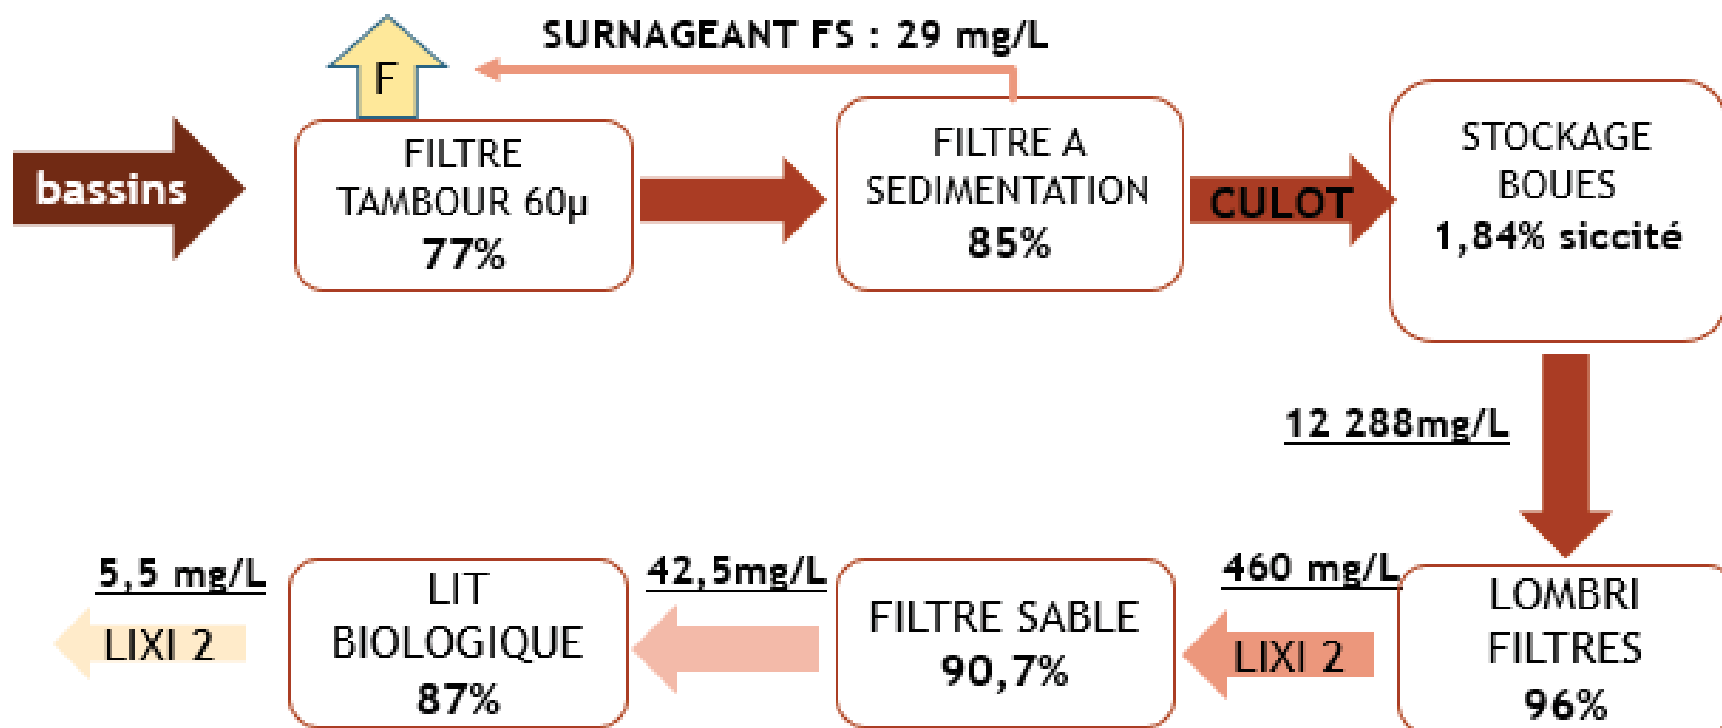 SURNAGEANT FS : 29 mg/L
F
bassins
FILTRE
TAMBOUR 60µ
77%
FILTRE A
SEDIMENTATION
85%
CULOT
STOCKAGE
BOUES
1,84% siccité
12 288mg/L
LOMBRI
FILTRES
96%
460 mg/L
LIXI 2
FILTRE SABLE
90,7%
42,5mg/L
LIT
BIOLOGIQUE
87%
5,5 mg/L
LIXI 2